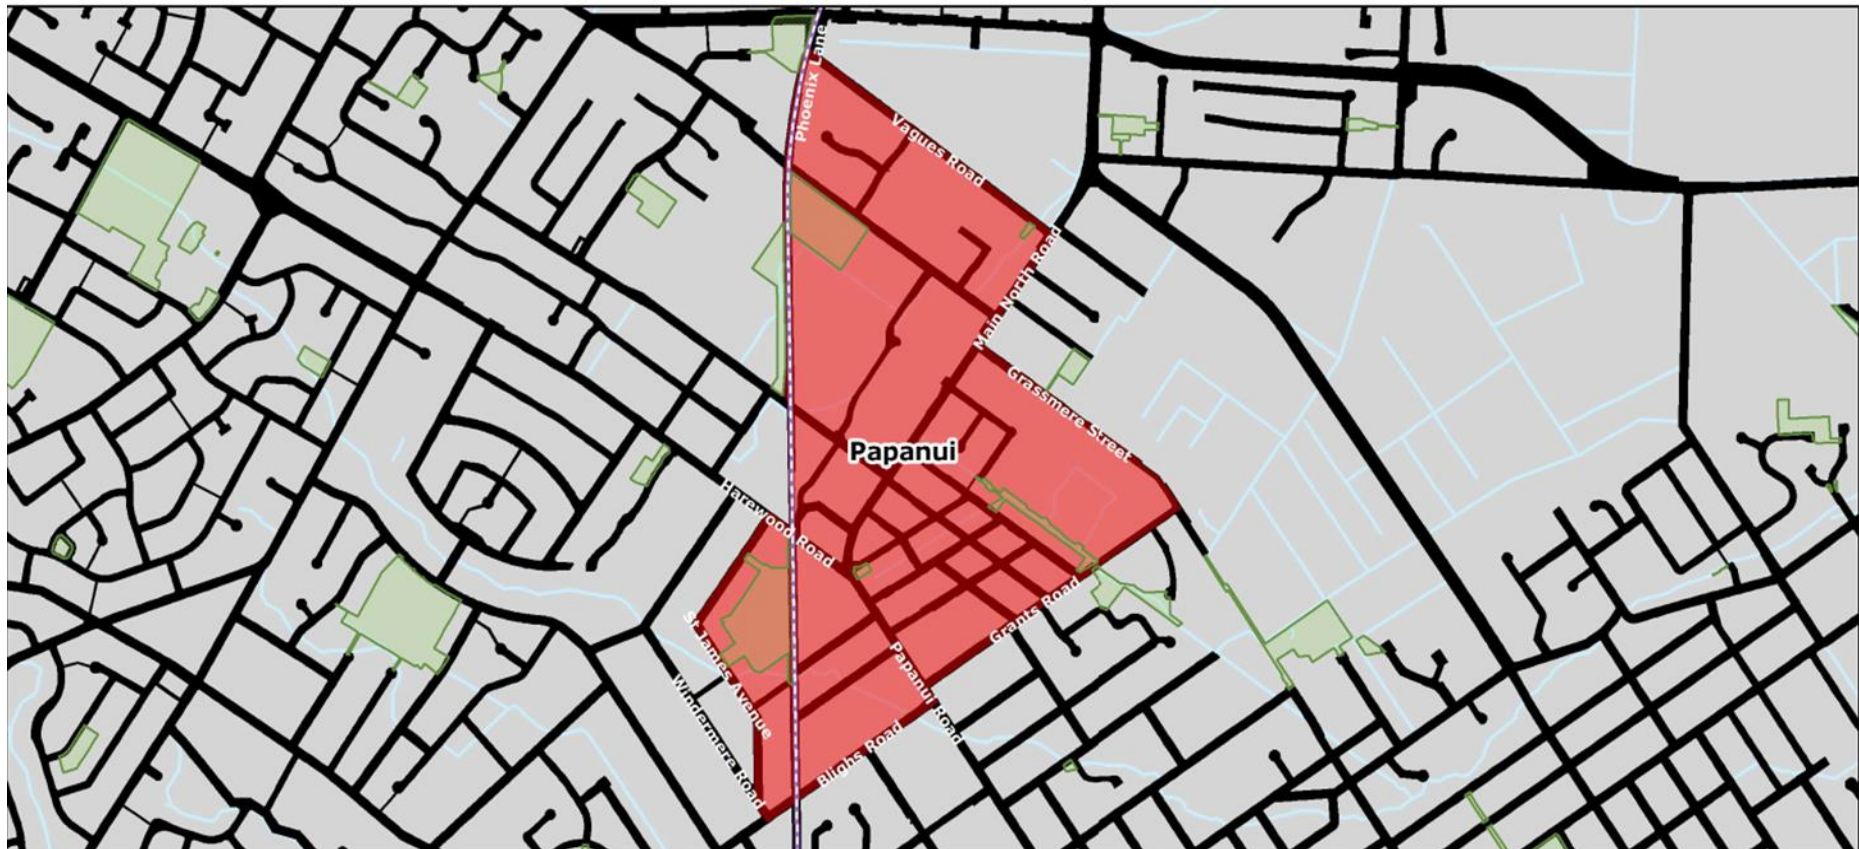 Phoenix Lane
Vagues Road
Main North Road
Grassmere Street
Papanui
Harewood Road
St James Avenue
Grants Road
Papanui Road
Windermere Road
Blighs Road